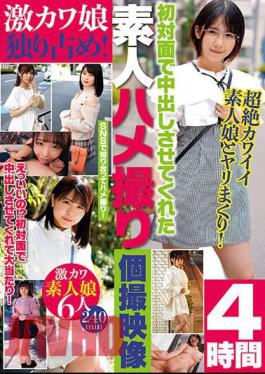 激カワ娘
独り占め!
初対面で中出しさせてくれた
素人ハメ撮り
個撮映像
SNSで知り合ってハメ撮り!
超絶カワイイ
素人娘とヤリまくり!
えっいいの!?初対面で
中出しさせてくれて大当たり!
激カワ
素人娘6人
240min
4時間